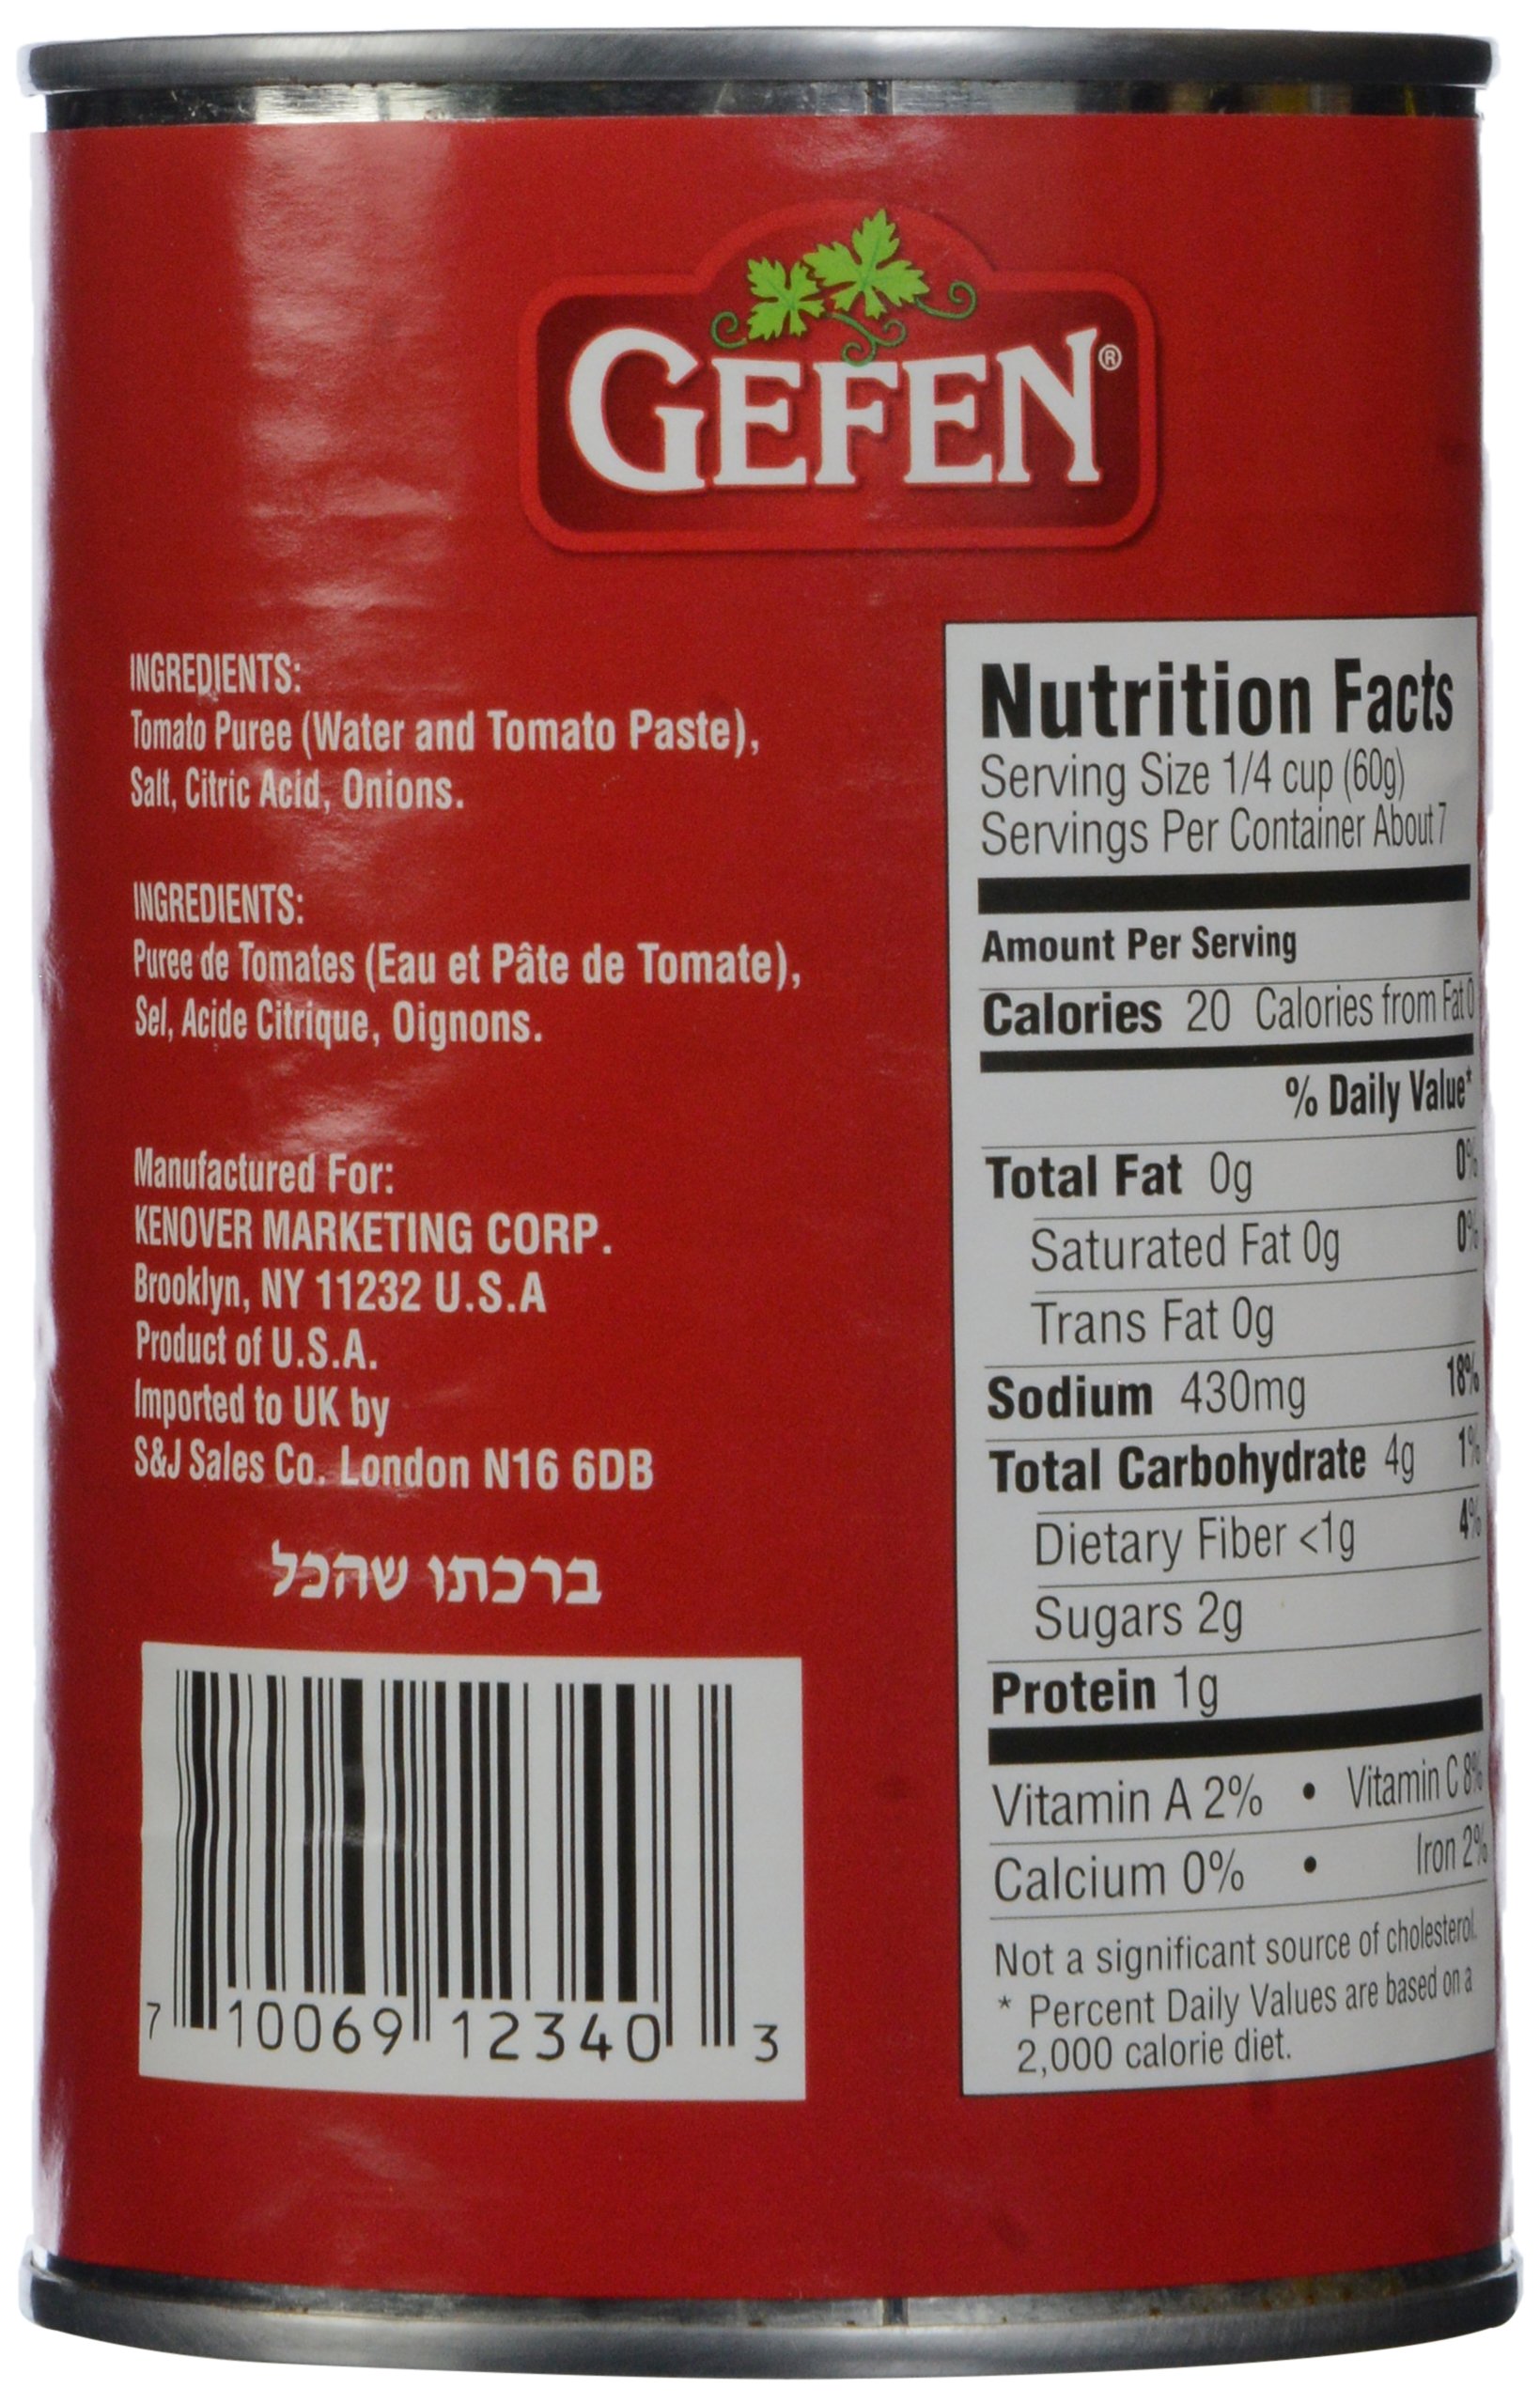 GEFEN®
INGREDIENTS:
Tomato Puree (Water and Tomato Paste),
Salt, Citric Acid, Onions.
INGREDIENTS:
Puree de Tomates (Eau et Pâte de Tomate),
Sel, Acide Citrique, Oignons.
Manufactured For:
KENOVER MARKETING CORP.
Brooklyn, NY 11232 U.S.A
Product of U.S.A.
Imported to UK by
S&J Sales Co. London N16 6DB
ברכתו שהכל
7 10069 12340 3
Nutrition Facts
Serving Size 1/4 cup (60g)
Servings Per Container About 7
Amount Per Serving
Calories 20 Calories from Fat 0
% Daily Value*
Total Fat 0g 0%
Saturated Fat 0g 0%
Trans Fat 0g
Sodium 430mg 18%
Total Carbohydrate 4g 1%
Dietary Fiber <1g 4%
Sugars 2g
Protein 1g
Vitamin A 2% • Vitamin C 8%
Calcium 0% • Iron 2%
Not a significant source of cholesterol.
* Percent Daily Values are based on a
2,000 calorie diet.